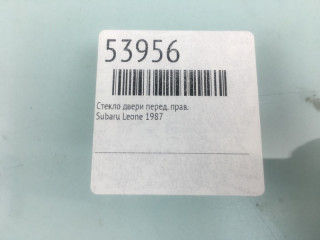 53956
Стекло двери перед. прав.
Subaru Leone 1987